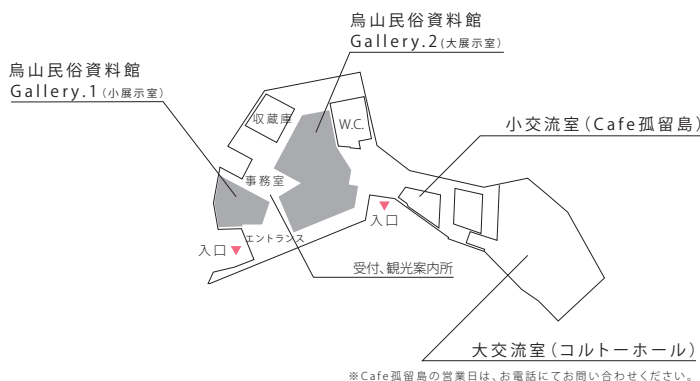 烏山民俗資料館
Gallery.2(大展示室)
烏山民俗資料館
Gallery.1(小展示室)
収蔵庫
W.C.
小交流室(Cafe孤留島)
事務室
入口
エントランス
入口
受付、観光案内所
大交流室(コルトーホール)
※Cafe孤留島の営業日は、お電話にてお問い合わせください。